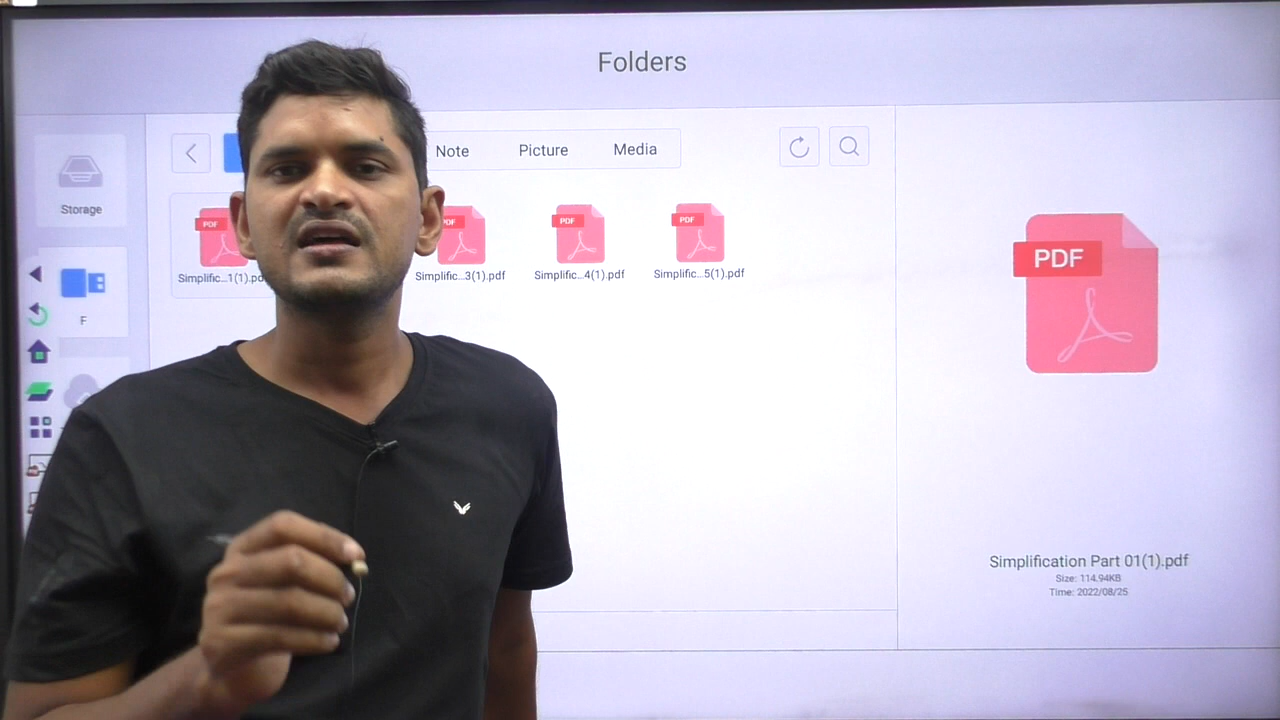 Folders
Note Picture Media
Storage
F
PDF
Simplific...1(1).pdf
PDF
Simplific...3(1).pdf
PDF
Simplific...4(1).pdf
PDF
Simplific...5(1).pdf
PDF
Simplification Part 01(1).pdf
Size: 114.94KB
Time: 2022/08/25